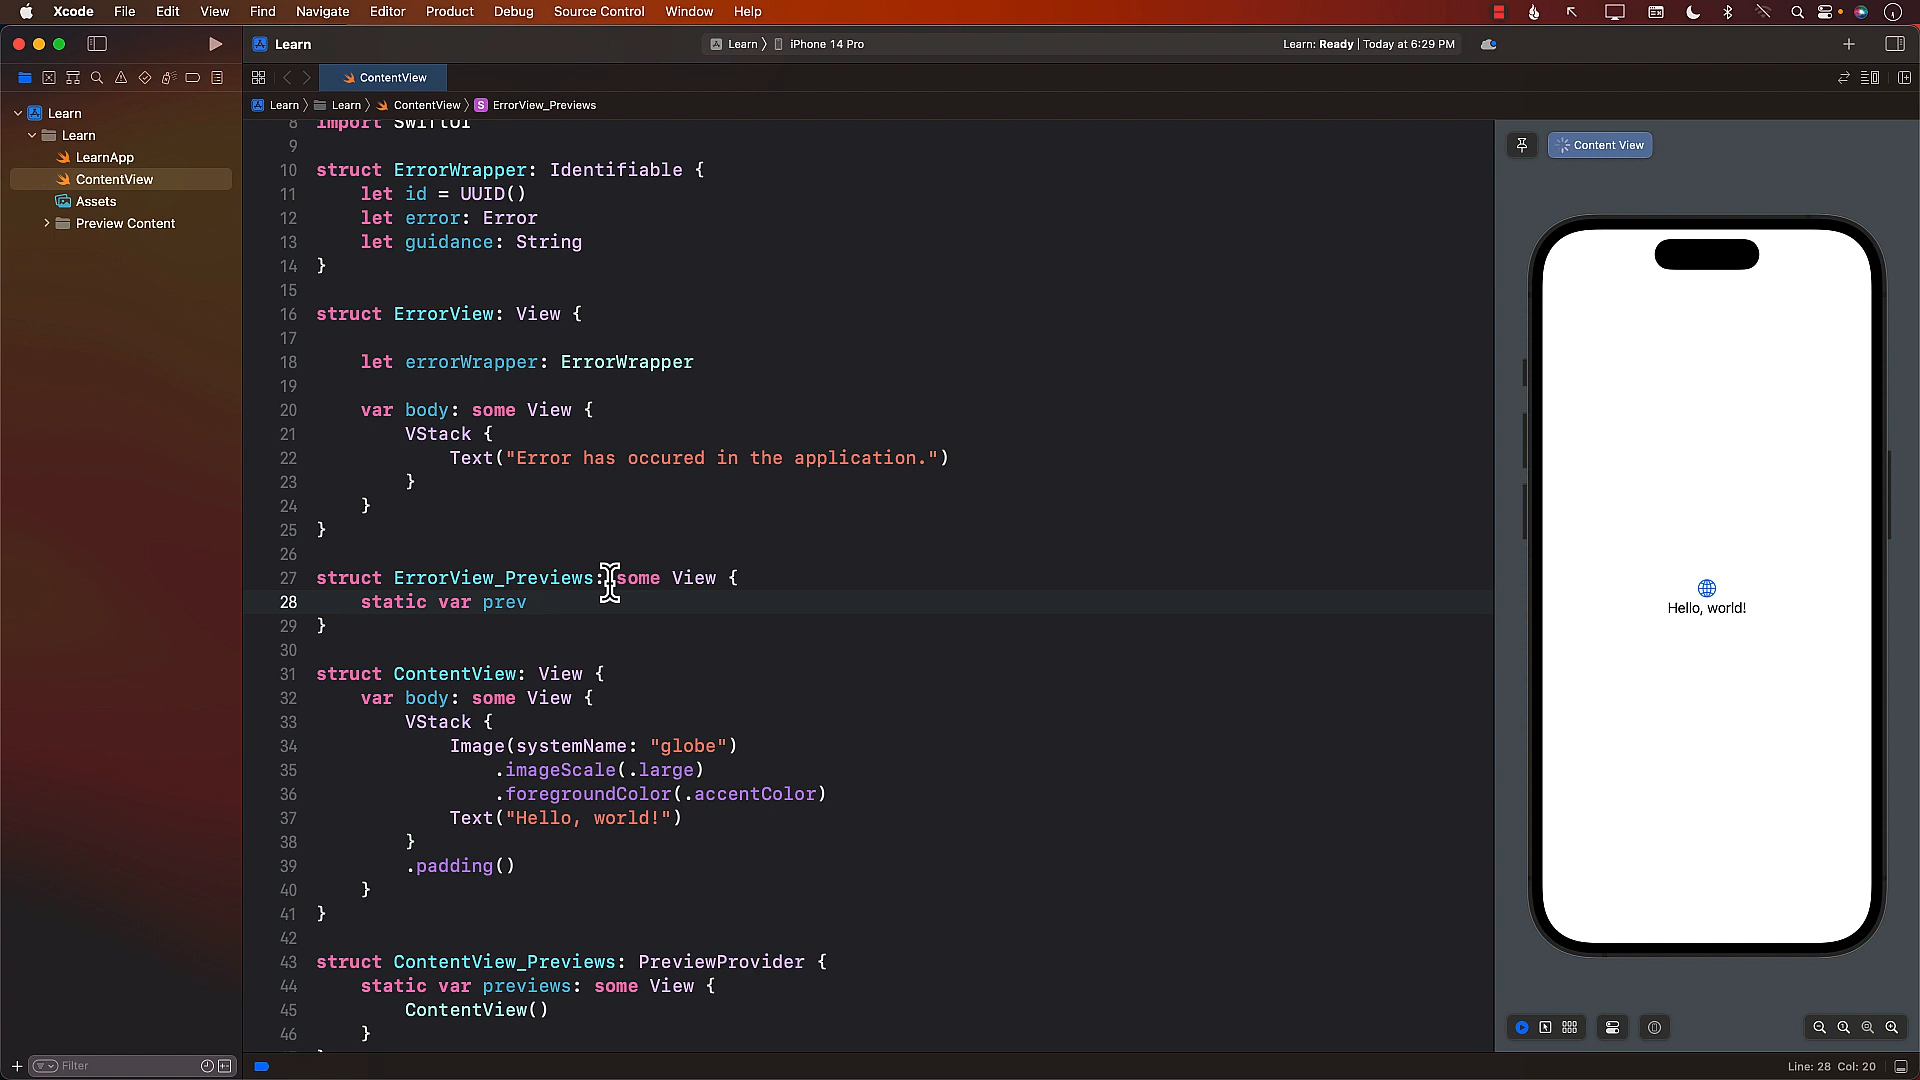 Xcode File Edit View Find Navigate Editor Product Debug Source Control Window Help
Learn
Learn 〉 iPhone 14 Pro
Learn: Ready | Today at 6:29 PM
ContentView
Learn 〉 Learn 〉 ContentView 〉 S ErrorView_Previews
Learn
Learn
LearnApp
ContentView
Assets
Preview Content
8 import SwiftUI
9
10 struct ErrorWrapper: Identifiable {
11 let id = UUID()
12 let error: Error
13 let guidance: String
14 }
15
16 struct ErrorView: View {
17
18 let errorWrapper: ErrorWrapper
19
20 var body: some View {
21 VStack {
22 Text("Error has occured in the application.")
23 }
24 }
25 }
26
27 struct ErrorView_Previews: some View {
28 static var prev
29 }
30
31 struct ContentView: View {
32 var body: some View {
33 VStack {
34 Image(systemName: "globe")
35 .imageScale(.large)
36 .foregroundColor(.accentColor)
37 Text("Hello, world!")
38 }
39 .padding()
40 }
41 }
42
43 struct ContentView_Previews: PreviewProvider {
44 static var previews: some View {
45 ContentView()
46 }
Content View
Hello, world!
Filter
Line: 28 Col: 20